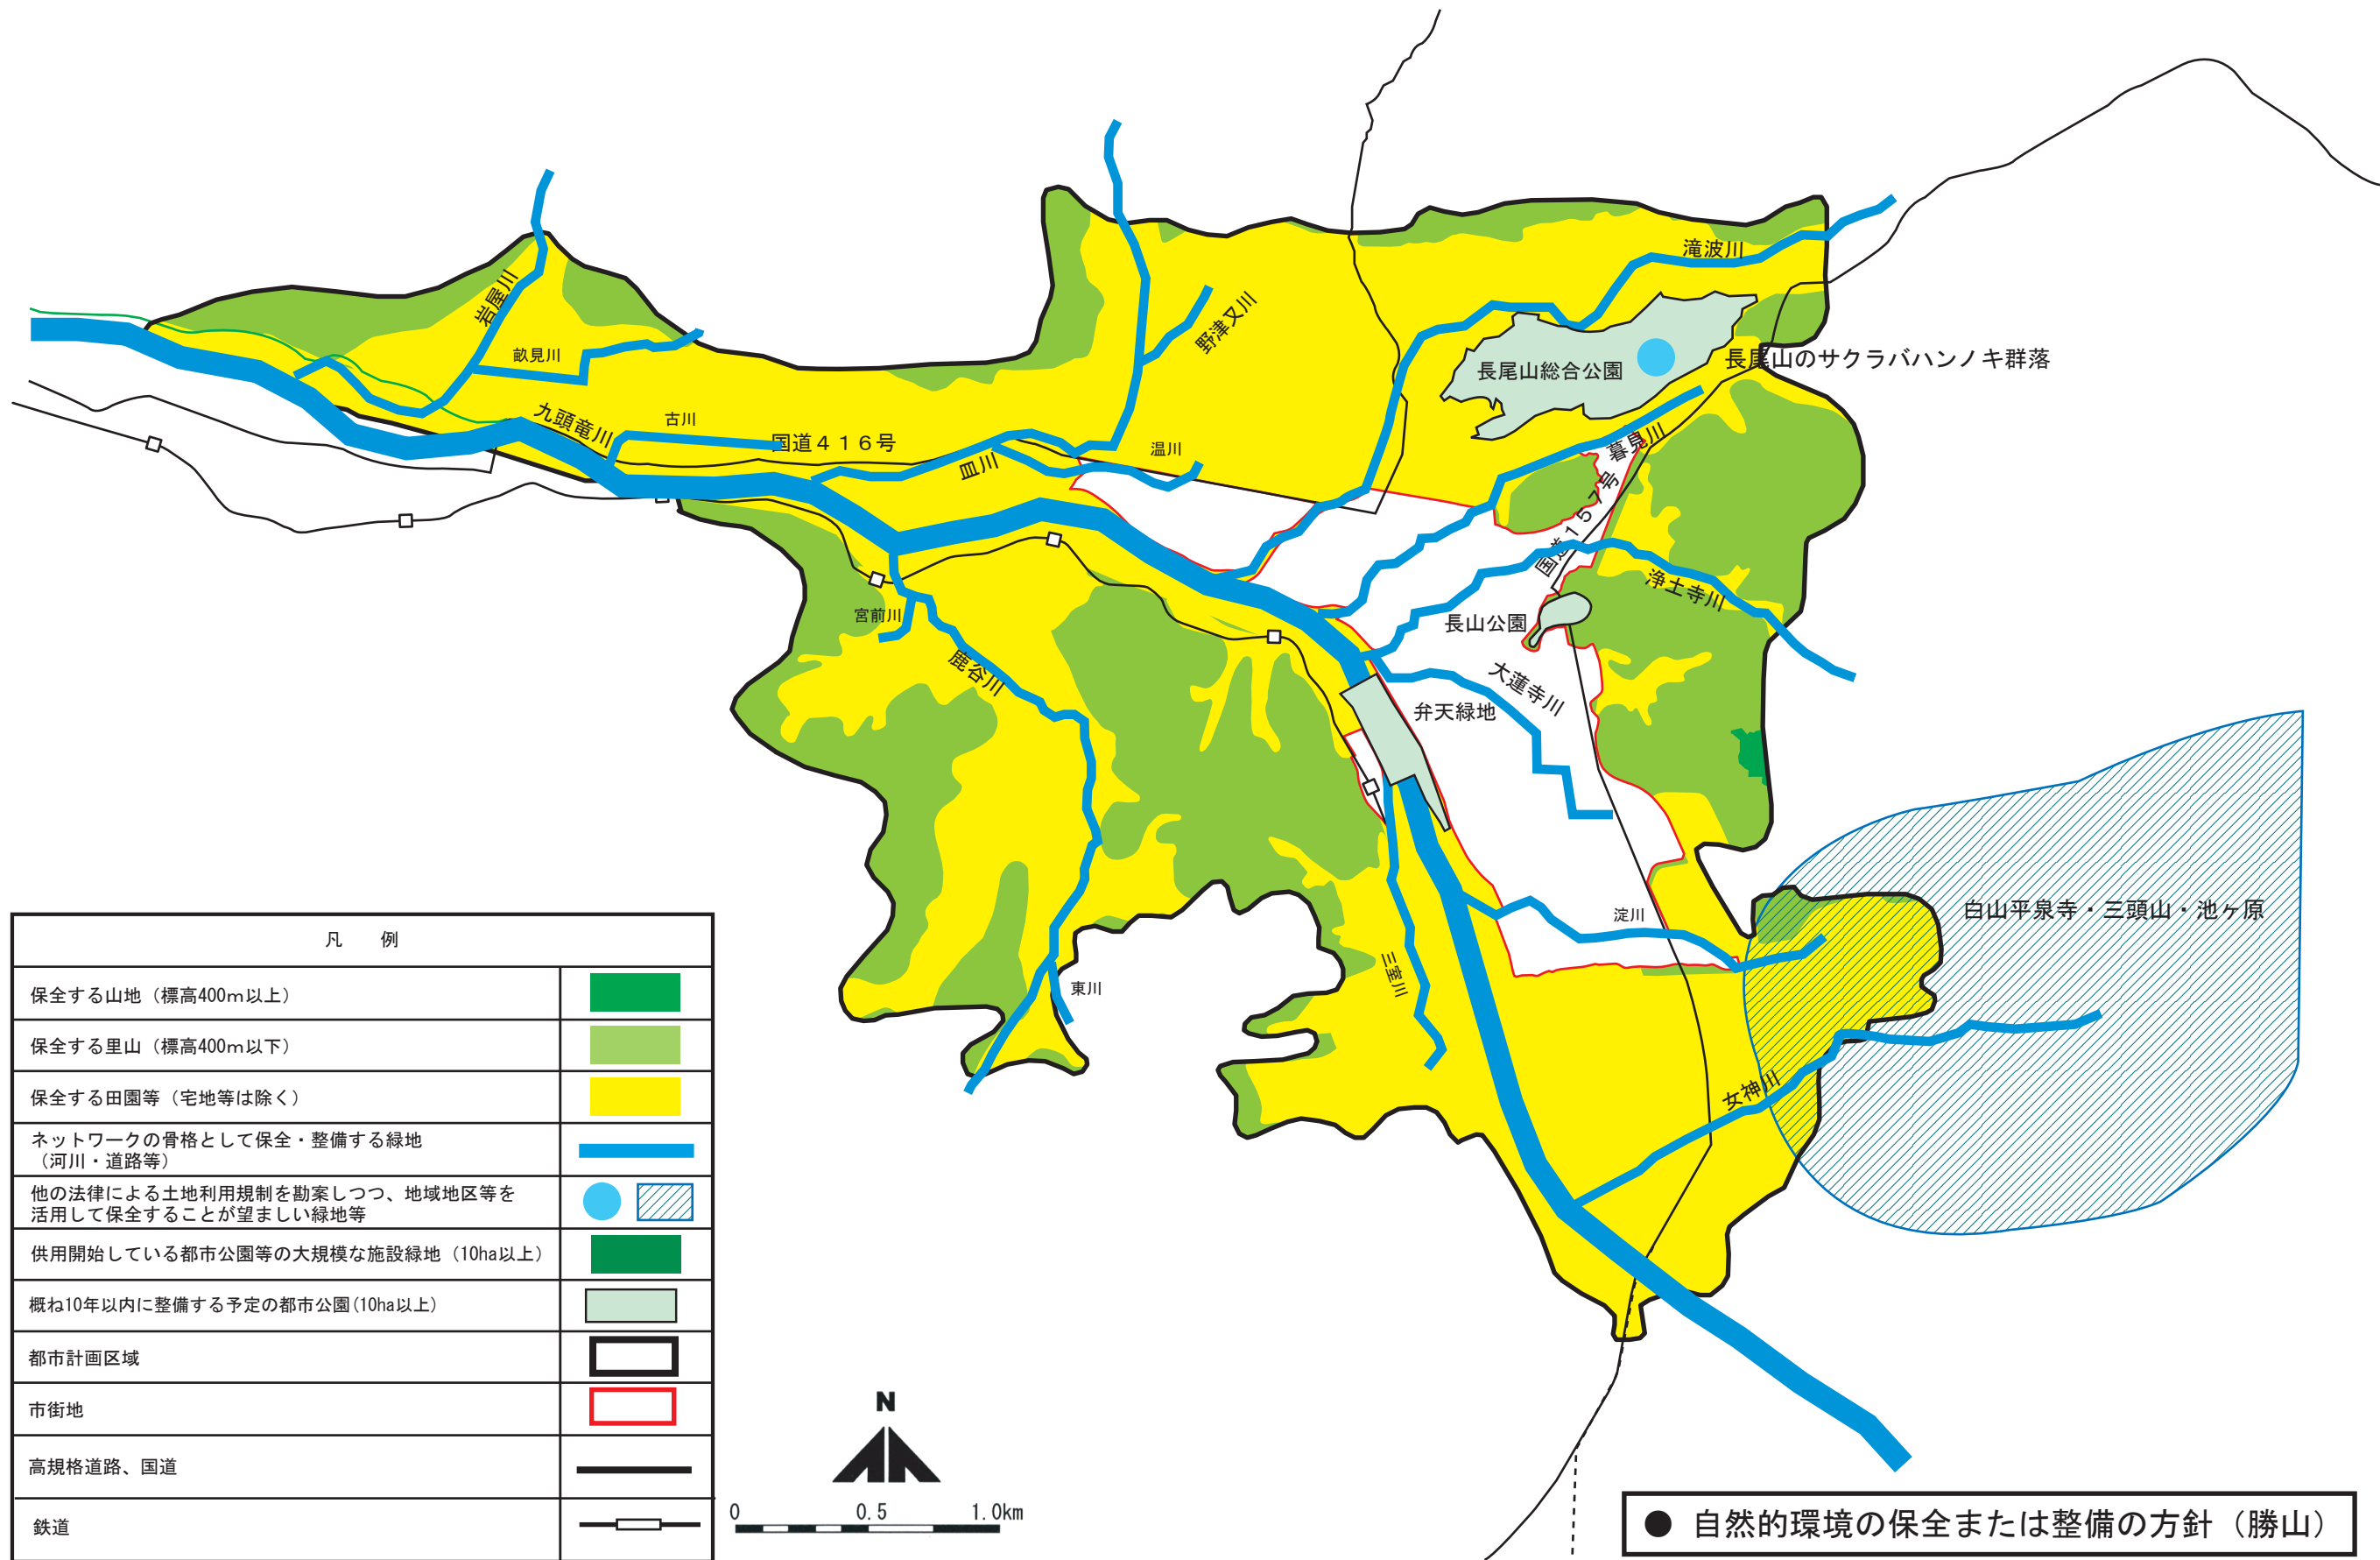 滝波川
岩屋川
野津又川
畝見川
長尾山のサクラバハンノキ群落
長尾山総合公園
九頭竜川
古川
国道４１６号
皿川
温川
暮見川
国道１５７号
浄土寺川
宮前川
長山公園
鹿谷川
大蓮寺川
弁天緑地
白山平泉寺・三頭山・池ヶ原
淀川
三室川
東川
女神川
凡　例
保全する山地（標高400ｍ以上）
保全する里山（標高400ｍ以下）
保全する田園等（宅地等は除く）
ネットワークの骨格として保全・整備する緑地
（河川・道路等）
他の法律による土地利用規制を勘案しつつ、地域地区等を
活用して保全することが望ましい緑地等
供用開始している都市公園等の大規模な施設緑地（10ha以上）
概ね10年以内に整備する予定の都市公園(10ha以上)
都市計画区域
市街地
高規格道路、国道
鉄道
N
0 0.5 1.0km
● 自然的環境の保全または整備の方針（勝山）